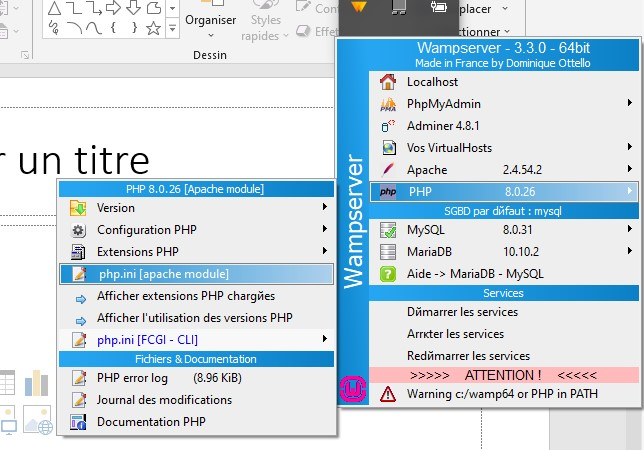 Organiser
Styles
rapides
Effe
placer
ctionner
Dessin
r un titre
Wampserver - 3.3.0 - 64bit
Made in France by Dominique Ottello
Wampserver
Localhost
PhpMyAdmin
Adminer 4.8.1
Vos VirtualHosts
Apache 2.4.54.2
PHP 8.0.26
SGBD par dйfaut : mysql
MySQL 8.0.31
MariaDB 10.10.2
Aide -> MariaDB - MySQL
Services
Dйmarrer les services
Arrкter les services
Redйmarrer les services
>>>>> ATTENTION ! <<<<<
Warning c:/wamp64 or PHP in PATH
PHP 8.0.26 [Apache module]
Version
Configuration PHP
Extensions PHP
php.ini [apache module]
Afficher extensions PHP chargйes
Afficher l'utilisation des versions PHP
php.ini [FCGI - CLI]
Fichiers & Documentation
PHP error log (8.96 KiB)
Journal des modifications
Documentation PHP